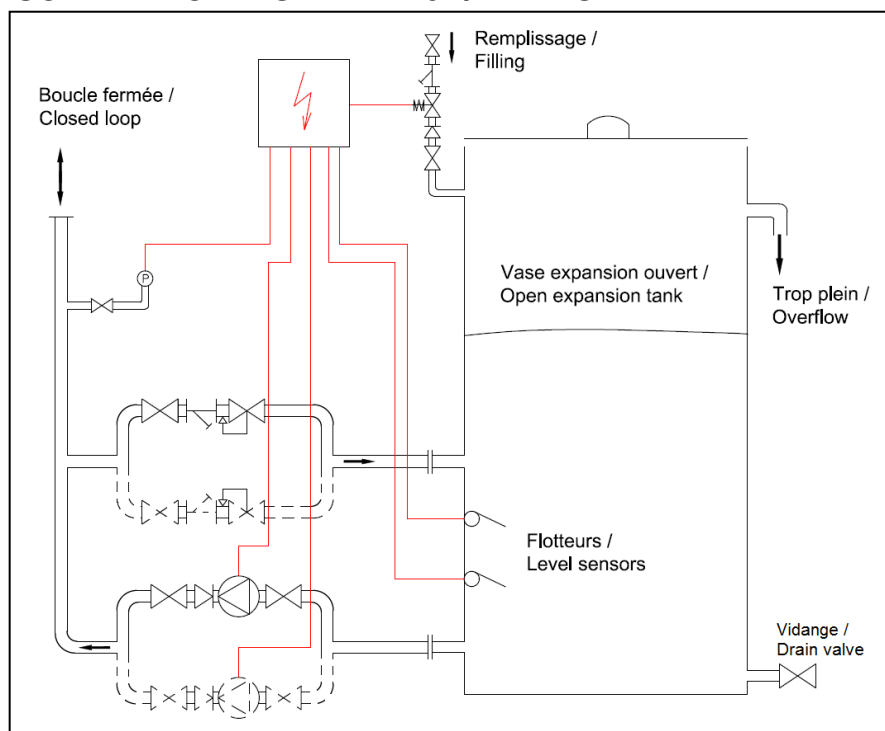 Remplissage /
Filling
Boucle fermée /
Closed loop
P
Vase expansion ouvert /
Open expansion tank
Trop plein /
Overflow
Flotteurs /
Level sensors
Vidange /
Drain valve